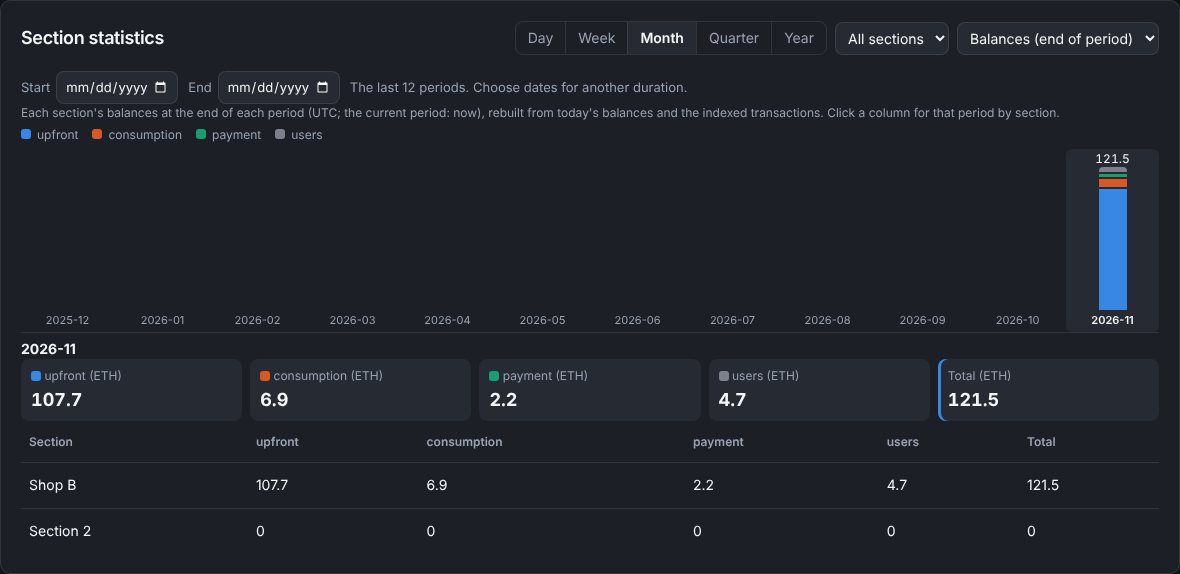 Section statistics
Day Week Month Quarter Year All sections Balances (end of period)
Start mm/dd/yyyy End mm/dd/yyyy The last 12 periods. Choose dates for another duration.
Each section's balances at the end of each period (UTC; the current period: now), rebuilt from today's balances and the indexed transactions. Click a column for that period by section.
upfront consumption payment users
121.5
2025-12 2026-01 2026-02 2026-03 2026-04 2026-05 2026-06 2026-07 2026-08 2026-09 2026-10 2026-11
2026-11
upfront (ETH) consumption (ETH) payment (ETH) users (ETH) Total (ETH)
107.7 6.9 2.2 4.7 121.5
Section upfront consumption payment users Total
Shop B 107.7 6.9 2.2 4.7 121.5
Section 2 0 0 0 0 0